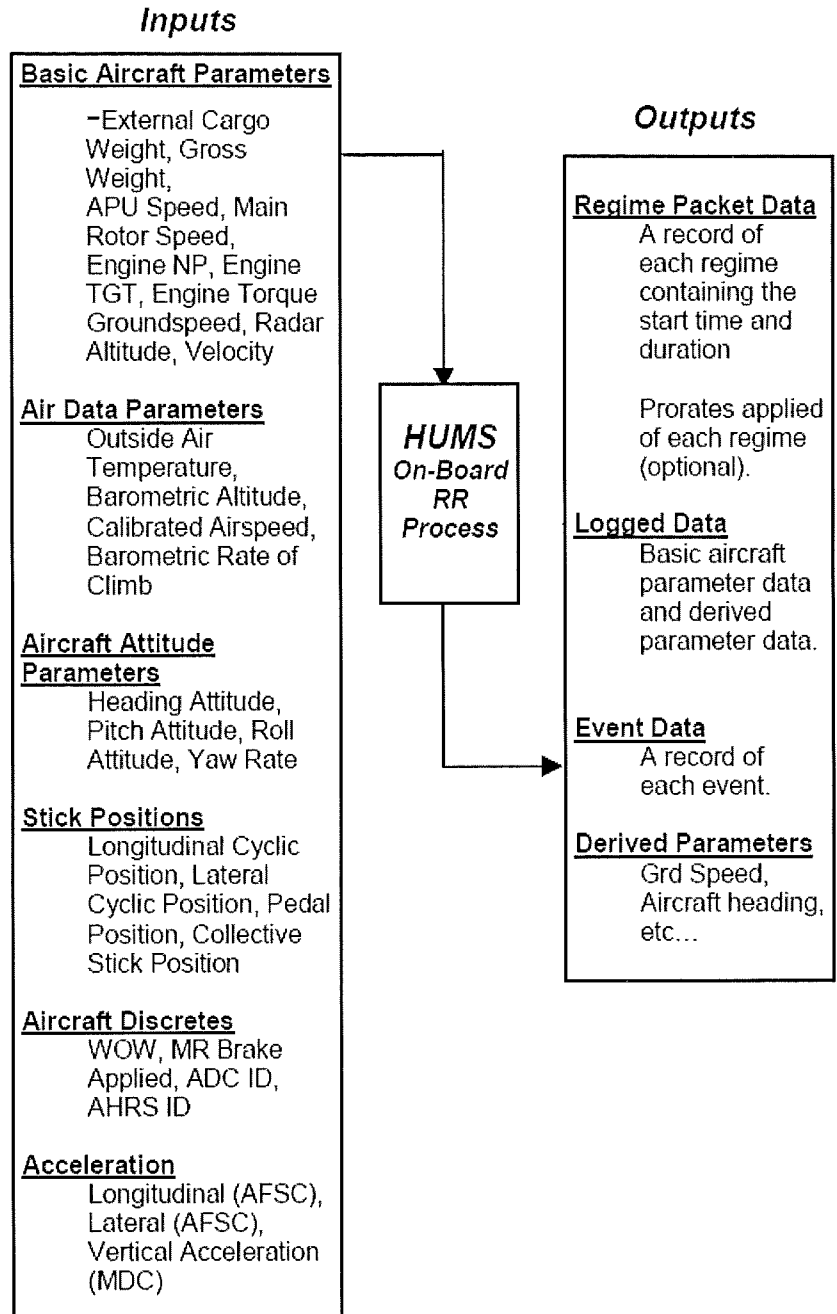 Inputs
Basic Aircraft Parameters
-External Cargo
Weight, Gross
Weight,
APU Speed, Main
Rotor Speed,
Engine NP, Engine
TGT, Engine Torque
Groundspeed, Radar
Altitude, Velocity
Air Data Parameters
Outside Air
Temperature,
Barometric Altitude,
Calibrated Airspeed,
Barometric Rate of
Climb
Aircraft Attitude
Parameters
Heading Attitude,
Pitch Attitude, Roll
Attitude, Yaw Rate
Stick Positions
Longitudinal Cyclic
Position, Lateral
Cyclic Position, Pedal
Position, Collective
Stick Position
Aircraft Discretes
WOW, MR Brake
Applied, ADC ID,
AHRS ID
Acceleration
Longitudinal (AFSC),
Lateral (AFSC),
Vertical Acceleration
(MDC)
HUMS
On-Board
RR
Process
Outputs
Regime Packet Data
A record of
each regime
containing the
start time and
duration
Prorates applied
of each regime
(optional).
Logged Data
Basic aircraft
parameter data
and derived
parameter data.
Event Data
A record of
each event.
Derived Parameters
Grd Speed,
Aircraft heading,
etc...